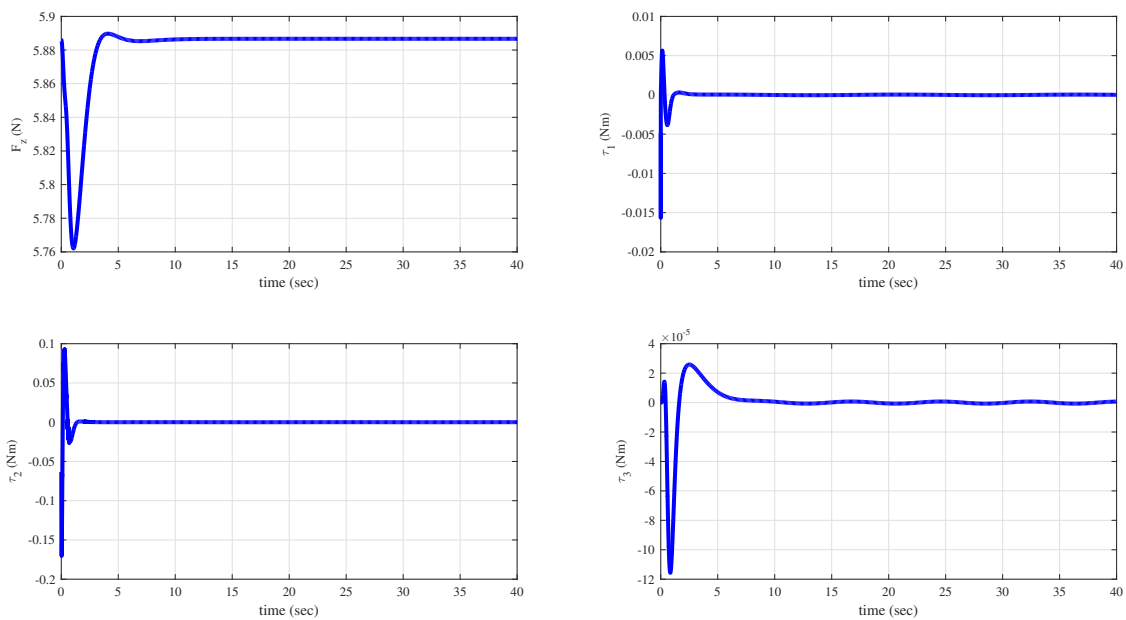 5.9
5.88
5.86
5.84
5.82
5.8
5.78
5.76
F_z (N)
0 5 10 15 20 25 30 35 40
time (sec)
0.01
0.005
0
-0.005
-0.01
-0.015
-0.02
τ_1 (Nm)
0 5 10 15 20 25 30 35 40
time (sec)
0.1
0.05
0
-0.05
-0.1
-0.15
-0.2
τ_2 (Nm)
0 5 10 15 20 25 30 35 40
time (sec)
×10^-5
4
2
0
-2
-4
-6
-8
-10
-12
τ_3 (Nm)
0 5 10 15 20 25 30 35 40
time (sec)